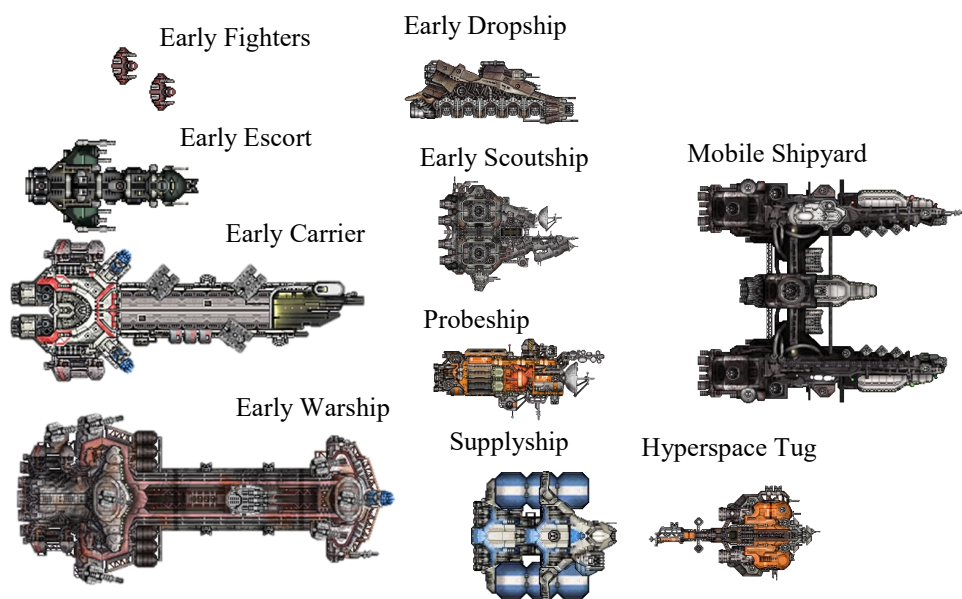 Early Fighters
Early Dropship
Early Escort
Early Scoutship
Mobile Shipyard
Early Carrier
Probeship
Early Warship
Supplyship
Hyperspace Tug